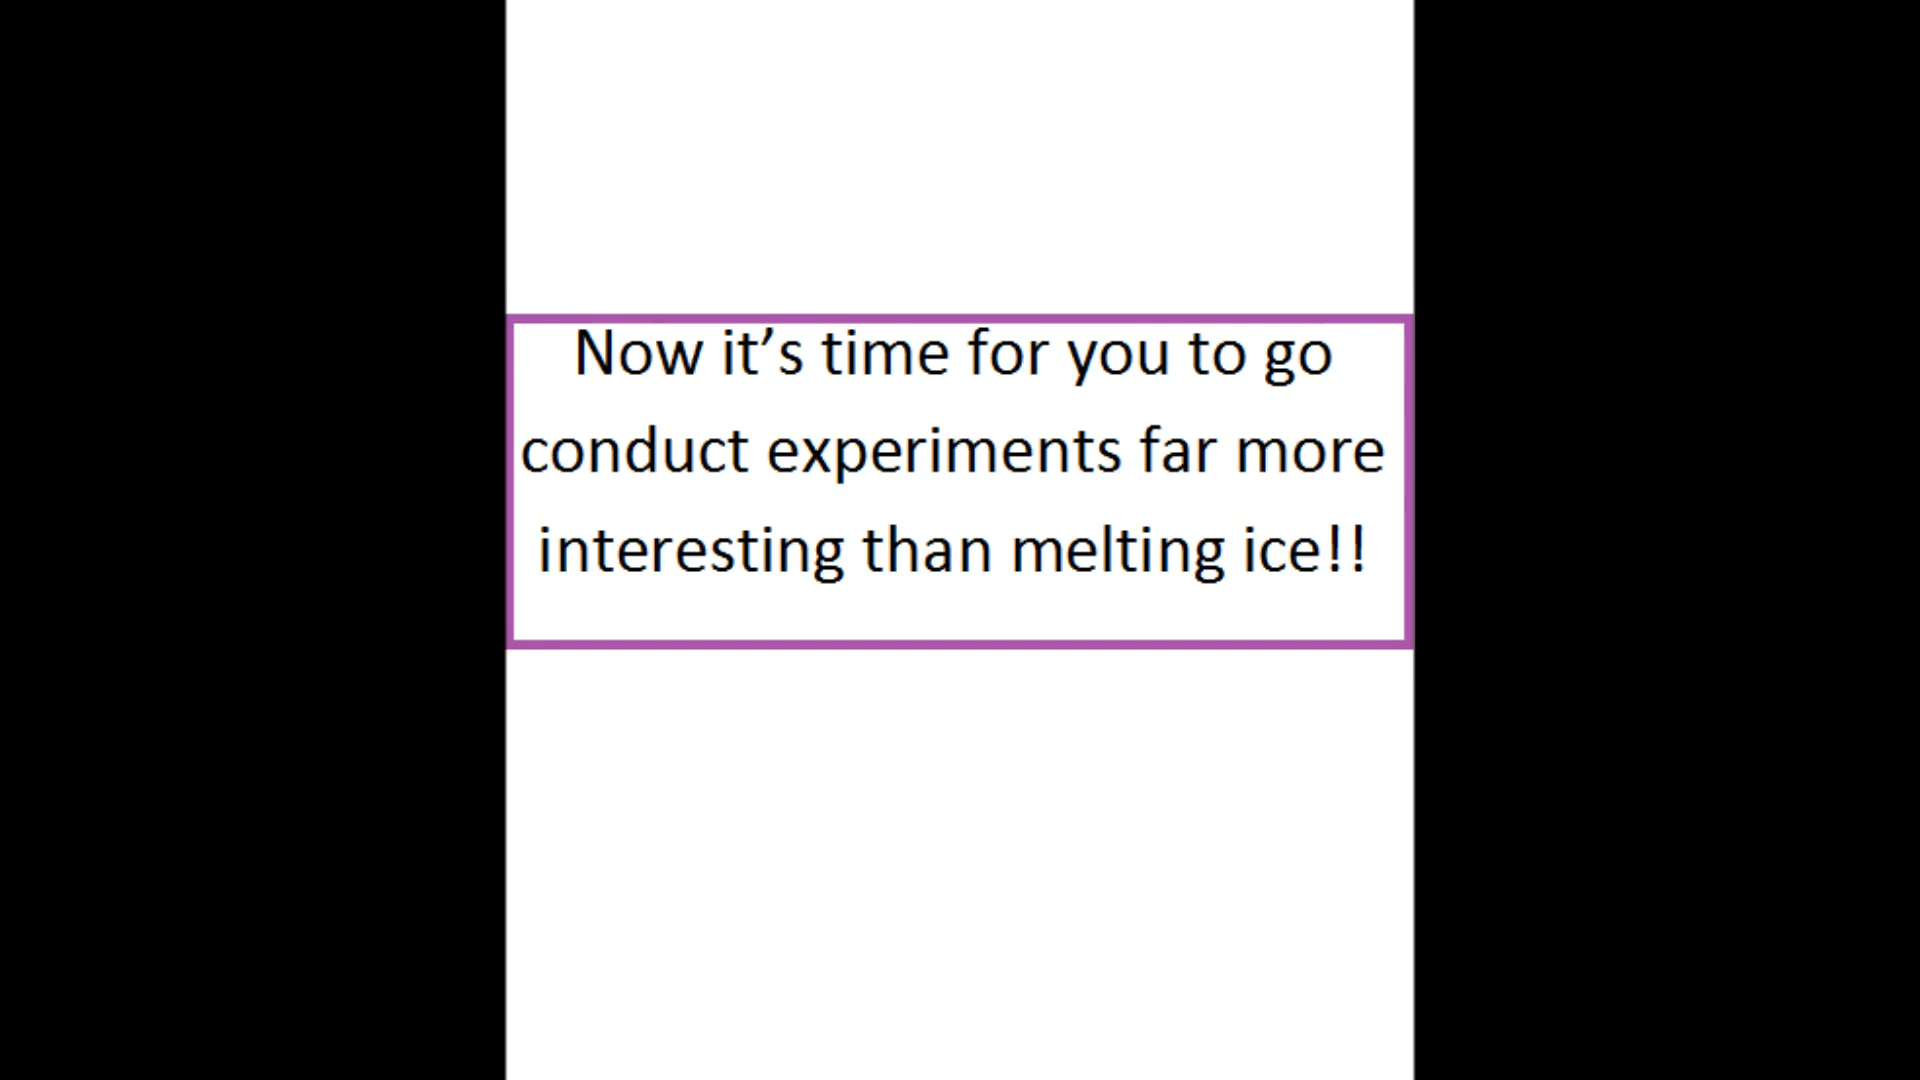 Now it’s time for you to go
conduct experiments far more
interesting than melting ice!!